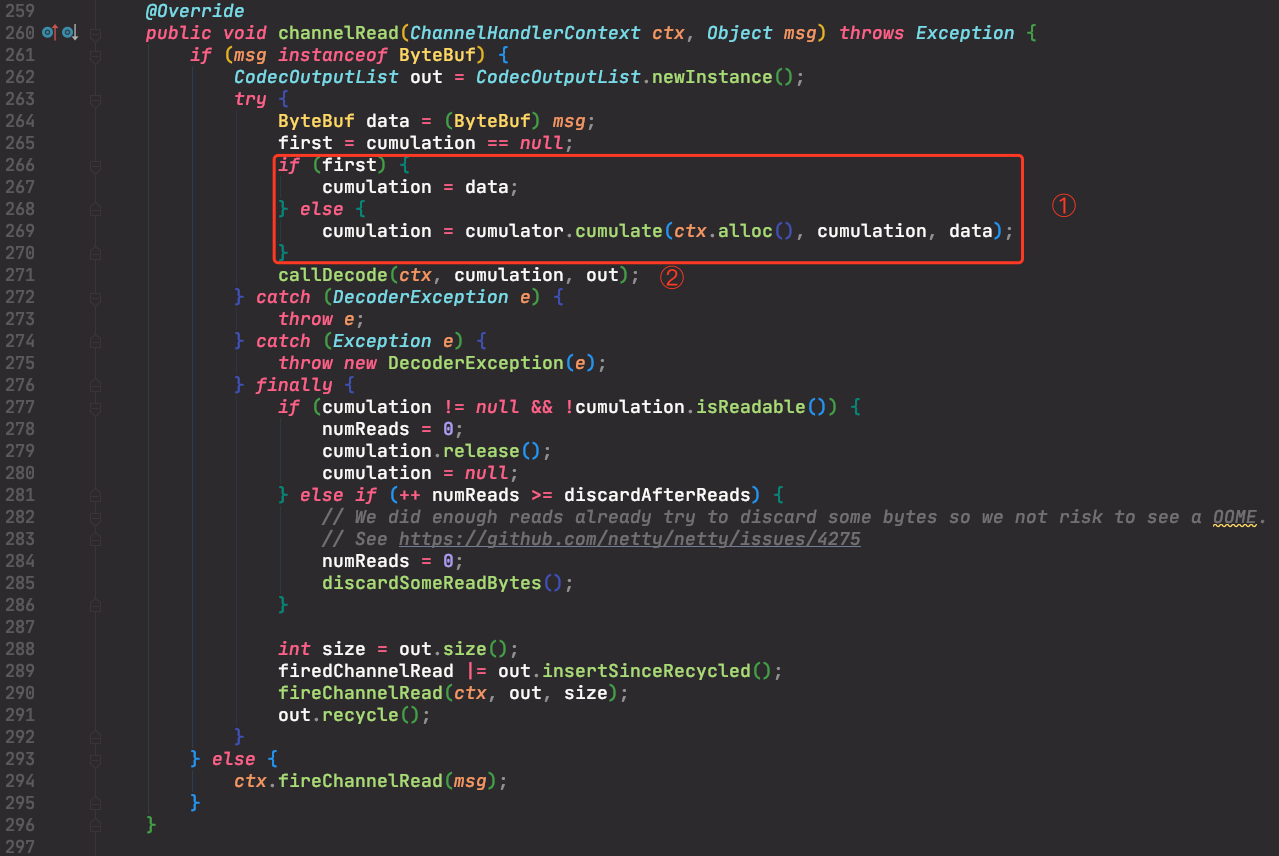 259 @Override
260 public void channelRead(ChannelHandlerContext ctx, Object msg) throws Exception {
261 if (msg instanceof ByteBuf) {
262 CodecOutputList out = CodecOutputList.newInstance();
263 try {
264 ByteBuf data = (ByteBuf) msg;
265 first = cumulation == null;
266 if (first) {
267 cumulation = data;
268 } else {
①
269 cumulation = cumulator.cumulate(ctx.alloc(), cumulation, data);
270 }
271 callDecode(ctx, cumulation, out); ②
272 } catch (DecoderException e) {
273 throw e;
274 } catch (Exception e) {
275 throw new DecoderException(e);
276 } finally {
277 if (cumulation != null && !cumulation.isReadable()) {
278 numReads = 0;
279 cumulation.release();
280 cumulation = null;
281 } else if (++ numReads >= discardAfterReads) {
282 // We did enough reads already try to discard some bytes so we not risk to see a OOME.
283 // See https://github.com/netty/netty/issues/4275
284 numReads = 0;
285 discardSomeReadBytes();
286 }
287
288 int size = out.size();
289 firedChannelRead |= out.insertSinceRecycled();
290 fireChannelRead(ctx, out, size);
291 out.recycle();
292 }
293 } else {
294 ctx.fireChannelRead(msg);
295 }
296 }
297